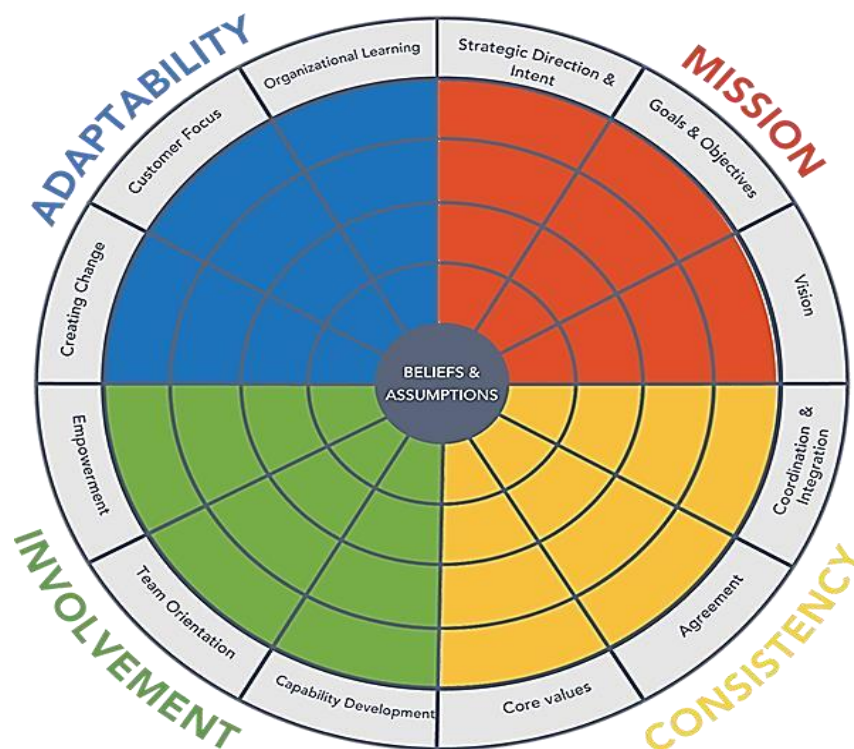 ADAPTABILITY
MISSION
Organizational Learning
Strategic Direction &
Intent
Customer Focus
Goals & Objectives
Creating Change
Vision
BELIEFS &
ASSUMPTIONS
Empowerment
Coordination &
Integration
Team Orientation
Agreement
Capability Development
Core values
INVOLVEMENT
CONSISTENCY